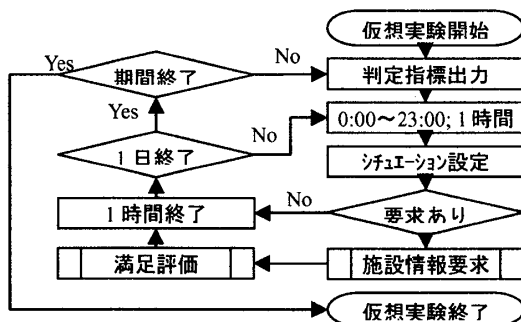 仮想実験開始
Yes
期間終了
No
判定指標出力
Yes
0:00～23:00; 1時間
No
1日終了
シチュエーション設定
No
1時間終了
要求あり
満足評価
施設情報要求
仮想実験終了